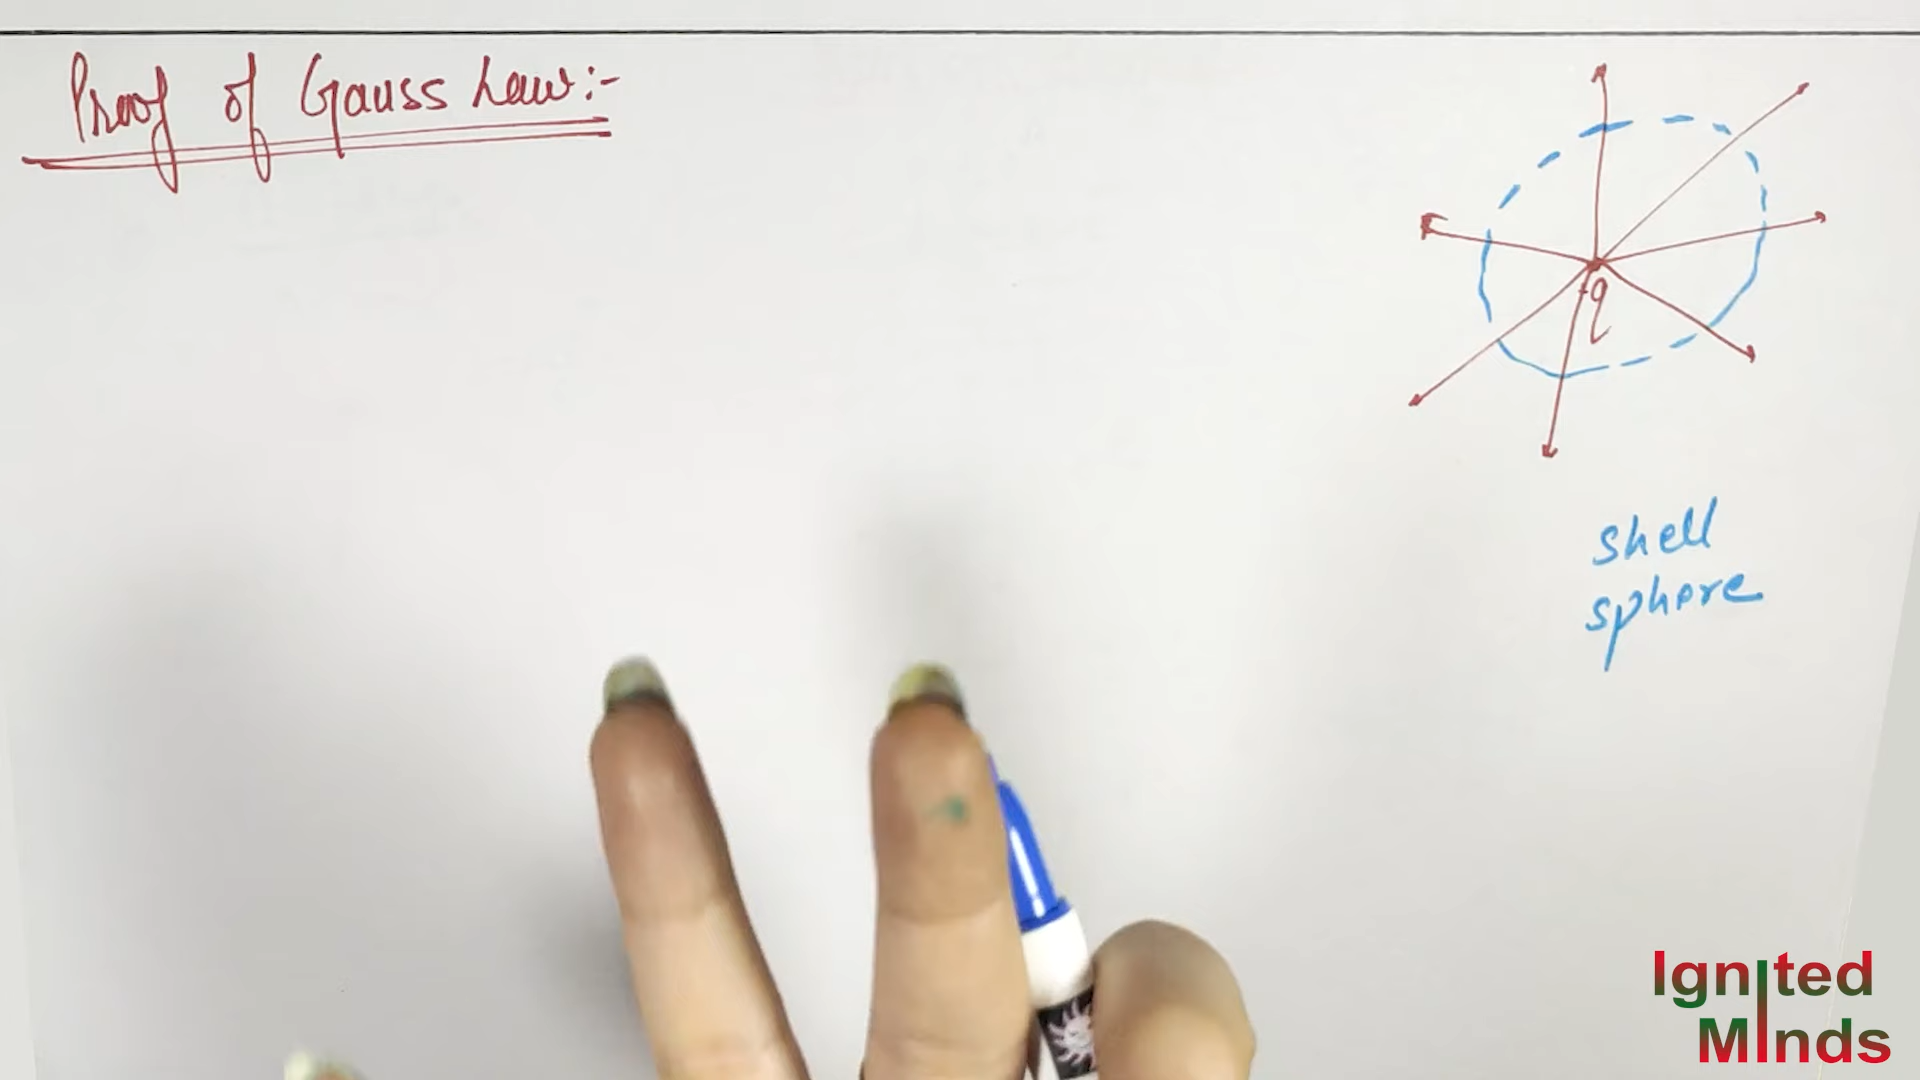 Proof of Gauss Law:-
+q
shell
sphere
Ignited
Minds